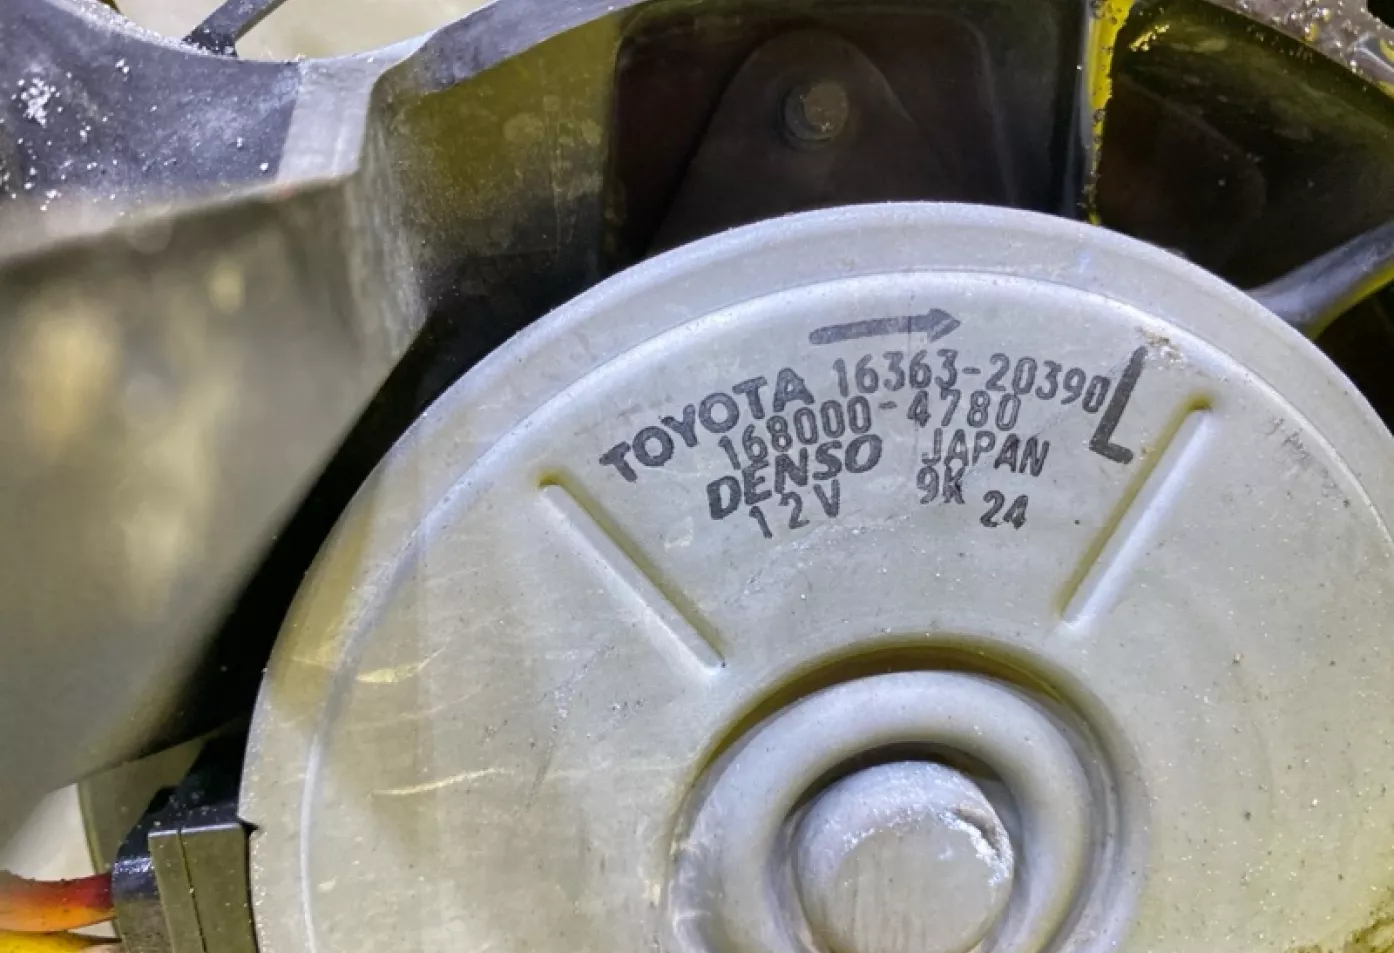 TOYOTA 16363-20390 L
168000-4780
DENSO JAPAN
12V 9K 24